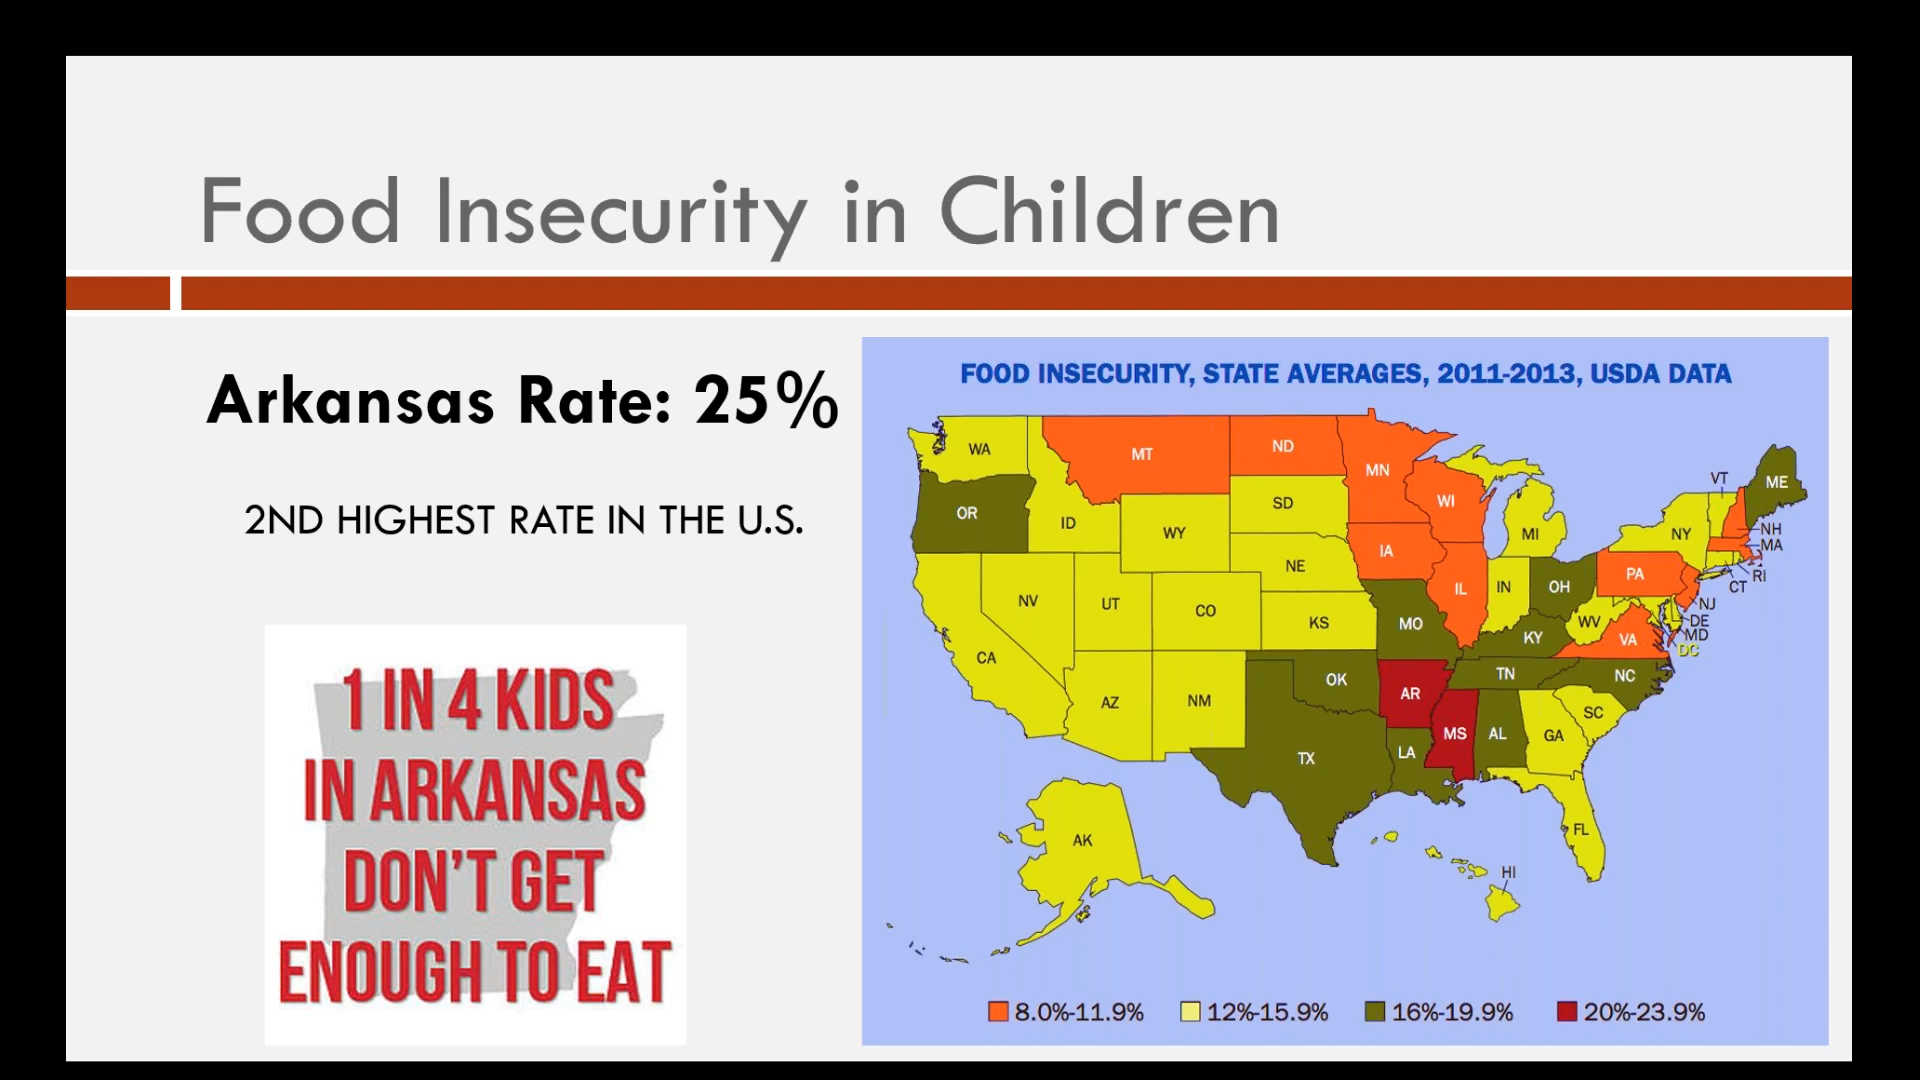 Food Insecurity in Children
Arkansas Rate: 25%
2ND HIGHEST RATE IN THE U.S.
1 IN 4 KIDS
IN ARKANSAS
DON'T GET
ENOUGH TO EAT
FOOD INSECURITY, STATE AVERAGES, 2011-2013, USDA DATA
WA
MT
ND
MN
OR
ID
WY
SD
WI
MI
VT
ME
NY
NH
MA
RI
CT
NJ
DE
MD
DC
NV
UT
CO
NE
IA
IL
IN
OH
PA
WV
VA
CA
KS
MO
KY
AZ
NM
OK
AR
TN
NC
TX
LA
MS
AL
GA
SC
FL
AK
HI
8.0%-11.9%
12%-15.9%
16%-19.9%
20%-23.9%